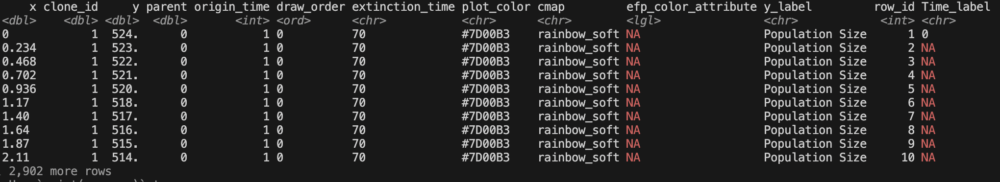 x clone_id y parent origin_time draw_order extinction_time plot_color cmap efp_color_attribute y_label row_id Time_label
<dbl> <dbl> <dbl> <dbl> <int> <ord> <chr> <chr> <chr> <lgl> <chr> <int> <chr>
0 1 524. 0 1 0 70 #7D00B3 rainbow_soft NA Population Size 1 0
0.234 1 523. 0 1 0 70 #7D00B3 rainbow_soft NA Population Size 2 NA
0.468 1 522. 0 1 0 70 #7D00B3 rainbow_soft NA Population Size 3 NA
0.702 1 521. 0 1 0 70 #7D00B3 rainbow_soft NA Population Size 4 NA
0.936 1 520. 0 1 0 70 #7D00B3 rainbow_soft NA Population Size 5 NA
1.17 1 518. 0 1 0 70 #7D00B3 rainbow_soft NA Population Size 6 NA
1.40 1 517. 0 1 0 70 #7D00B3 rainbow_soft NA Population Size 7 NA
1.64 1 516. 0 1 0 70 #7D00B3 rainbow_soft NA Population Size 8 NA
1.87 1 515. 0 1 0 70 #7D00B3 rainbow_soft NA Population Size 9 NA
2.11 1 514. 0 1 0 70 #7D00B3 rainbow_soft NA Population Size 10 NA
2,902 more rows